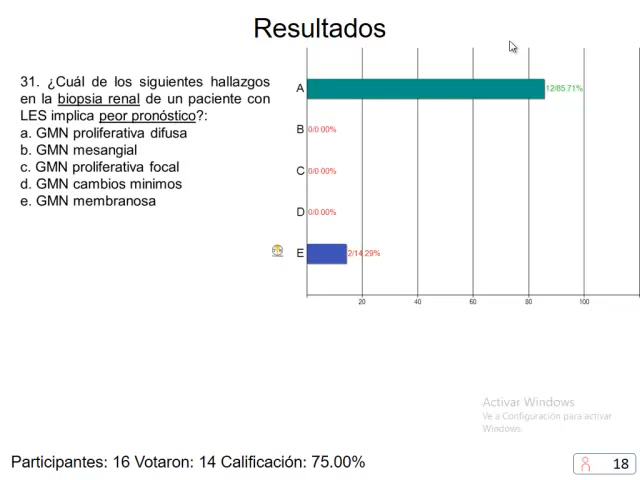 Resultados
31. ¿Cuál de los siguientes hallazgos
en la biopsia renal de un paciente con
LES implica peor pronóstico?:
a. GMN proliferativa difusa
b. GMN mesangial
c. GMN proliferativa focal
d. GMN cambios minimos
e. GMN membranosa
A 12/85.71%
B 0/0.00%
C 0/0.00%
D 0/0.00%
E 2/14.29%
20 40 60 80 100
Activar Windows
Ve a Configuración para activar
Windows.
Participantes: 16 Votaron: 14 Calificación: 75.00%
18